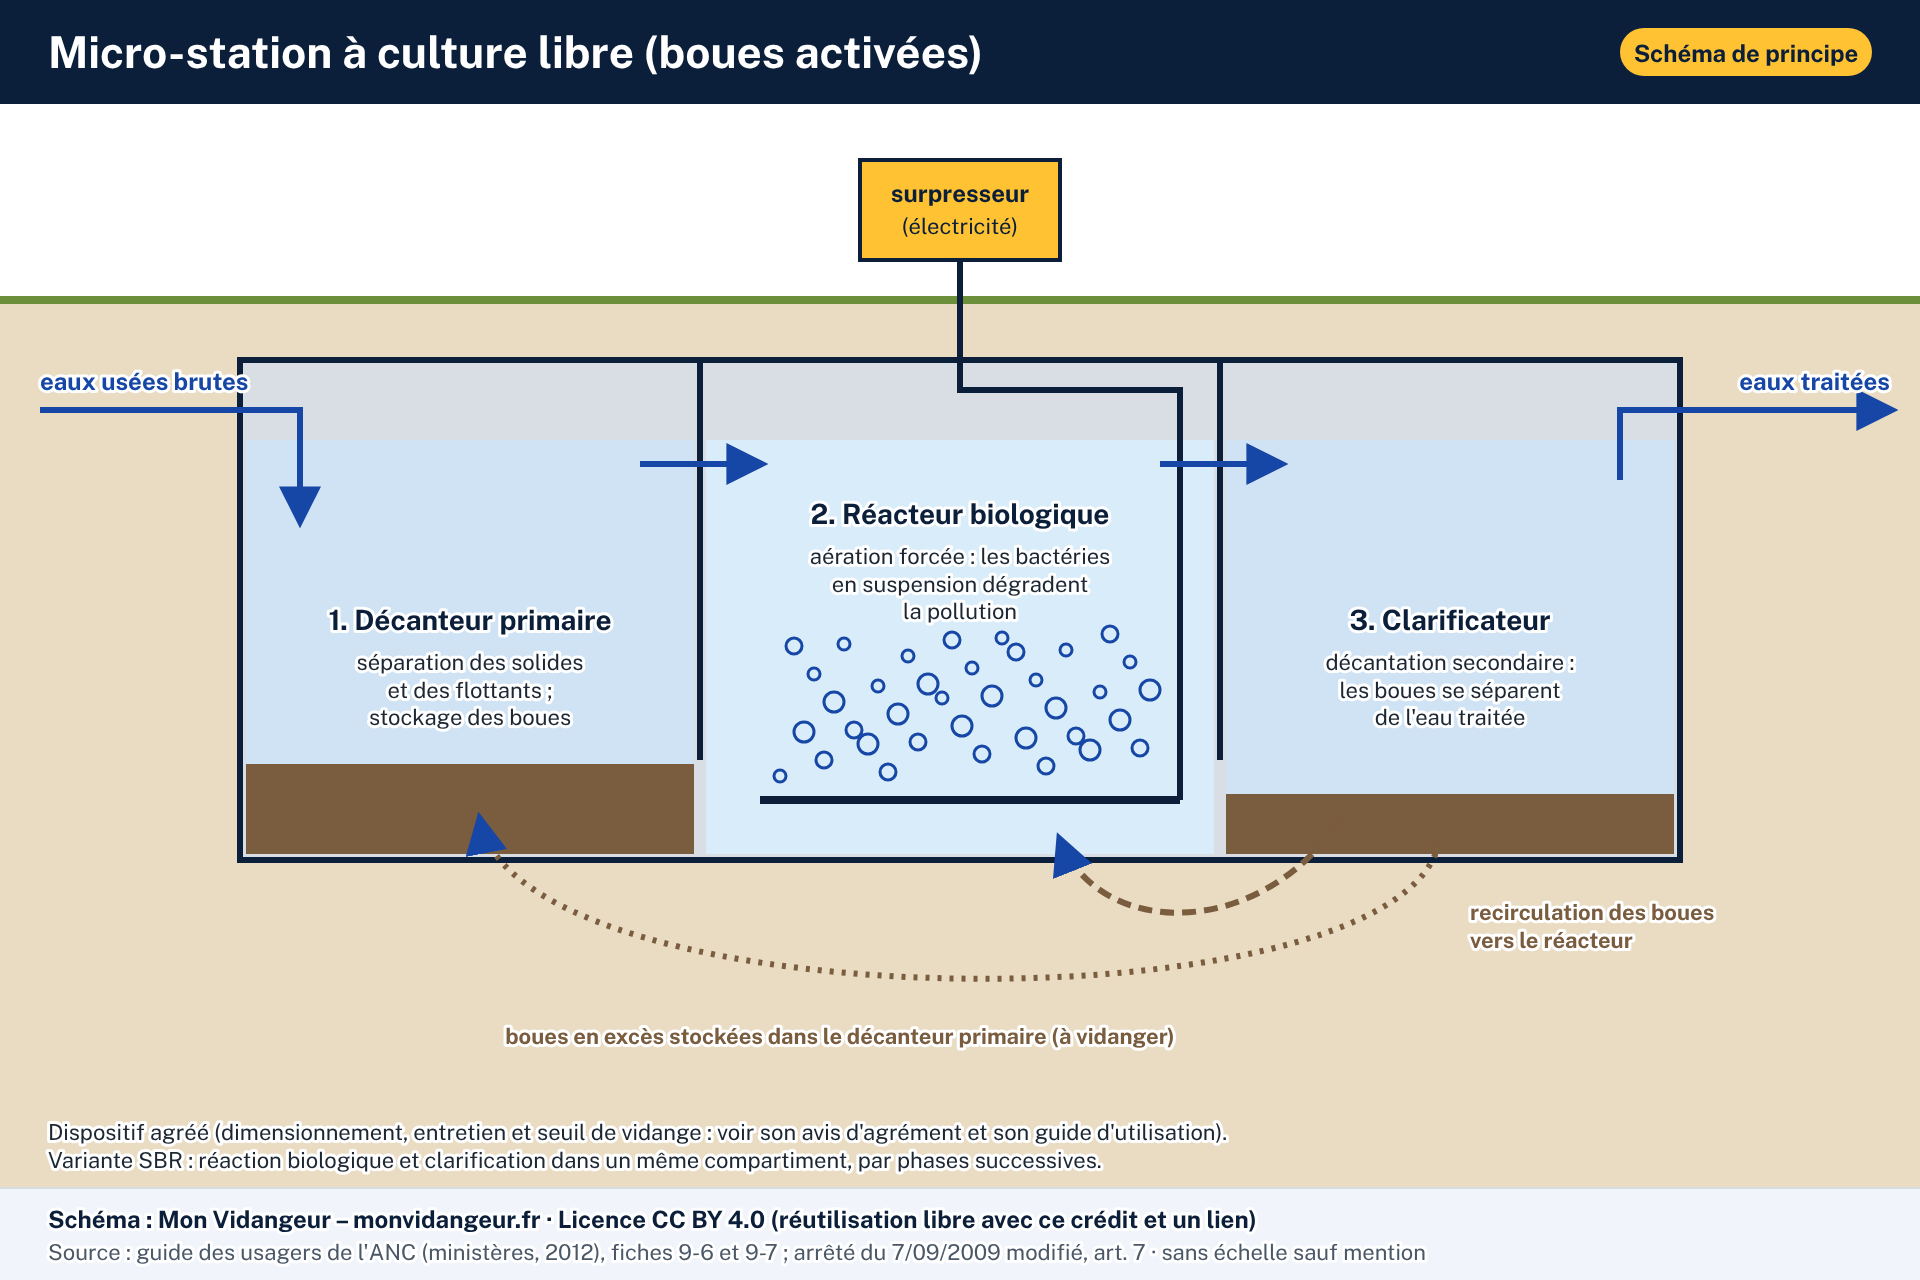 Micro-station à culture libre (boues activées)
Schéma de principe
surpresseur
(électricité)
eaux usées brutes
eaux traitées
2. Réacteur biologique
aération forcée : les bactéries
en suspension dégradent
la pollution
1. Décanteur primaire
séparation des solides
et des flottants ;
stockage des boues
3. Clarificateur
décantation secondaire :
les boues se séparent
de l'eau traitée
recirculation des boues
vers le réacteur
boues en excès stockées dans le décanteur primaire (à vidanger)
Dispositif agréé (dimensionnement, entretien et seuil de vidange : voir son avis d'agrément et son guide d'utilisation).
Variante SBR : réaction biologique et clarification dans un même compartiment, par phases successives.
Schéma : Mon Vidangeur – monvidangeur.fr · Licence CC BY 4.0 (réutilisation libre avec ce crédit et un lien)
Source : guide des usagers de l'ANC (ministères, 2012), fiches 9-6 et 9-7 ; arrêté du 7/09/2009 modifié, art. 7 · sans échelle sauf mention